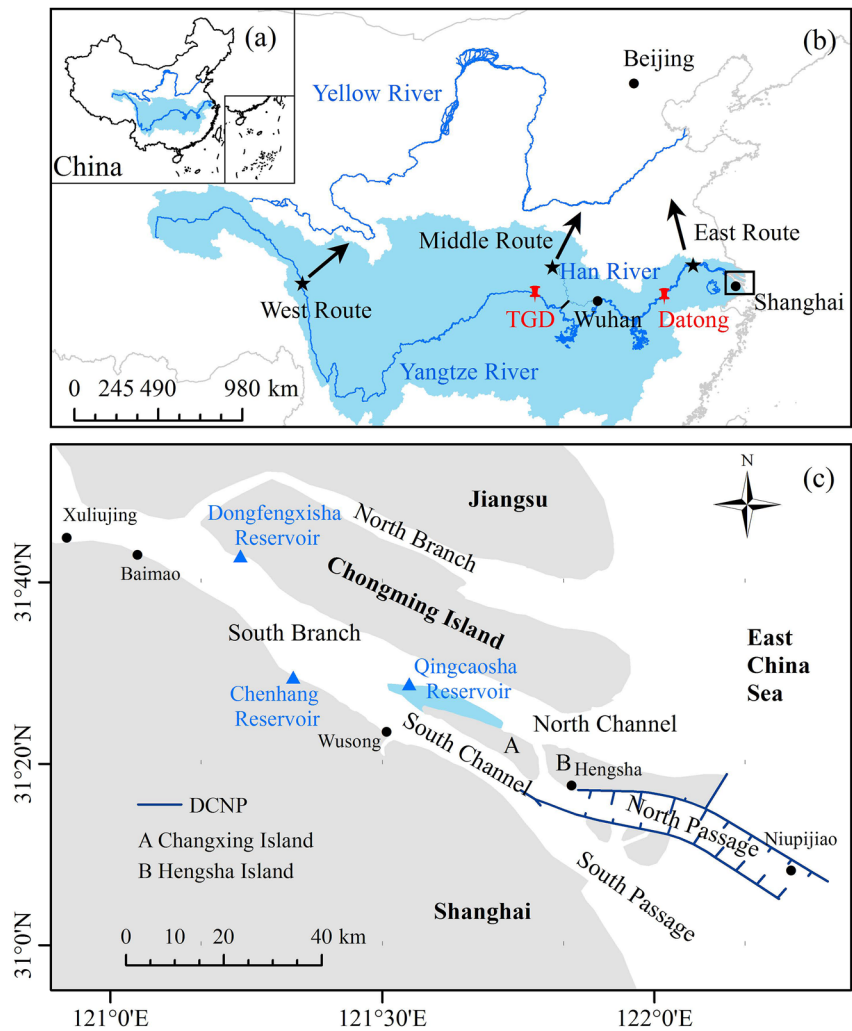 (a)
China
(b)
Beijing
Yellow River
Middle Route
East Route
Han River
West Route
TGD
Wuhan
Datong
Shanghai
Yangtze River
0 245 490 980 km
(c)
N
Jiangsu
Xuliujing
Dongfengxisha
Reservoir
North Branch
Baimao
Chongming Island
South Branch
East
China
Sea
Qingcaosha
Reservoir
Chenhang
Reservoir
North Channel
Wusong
South Channel
A
B
Hengsha
DCNP
North Passage
Niupijiao
A Changxing Island
B Hengsha Island
South Passage
Shanghai
0 10 20 40 km
31°40'N
31°20'N
31°0'N
121°0'E
121°30'E
122°0'E